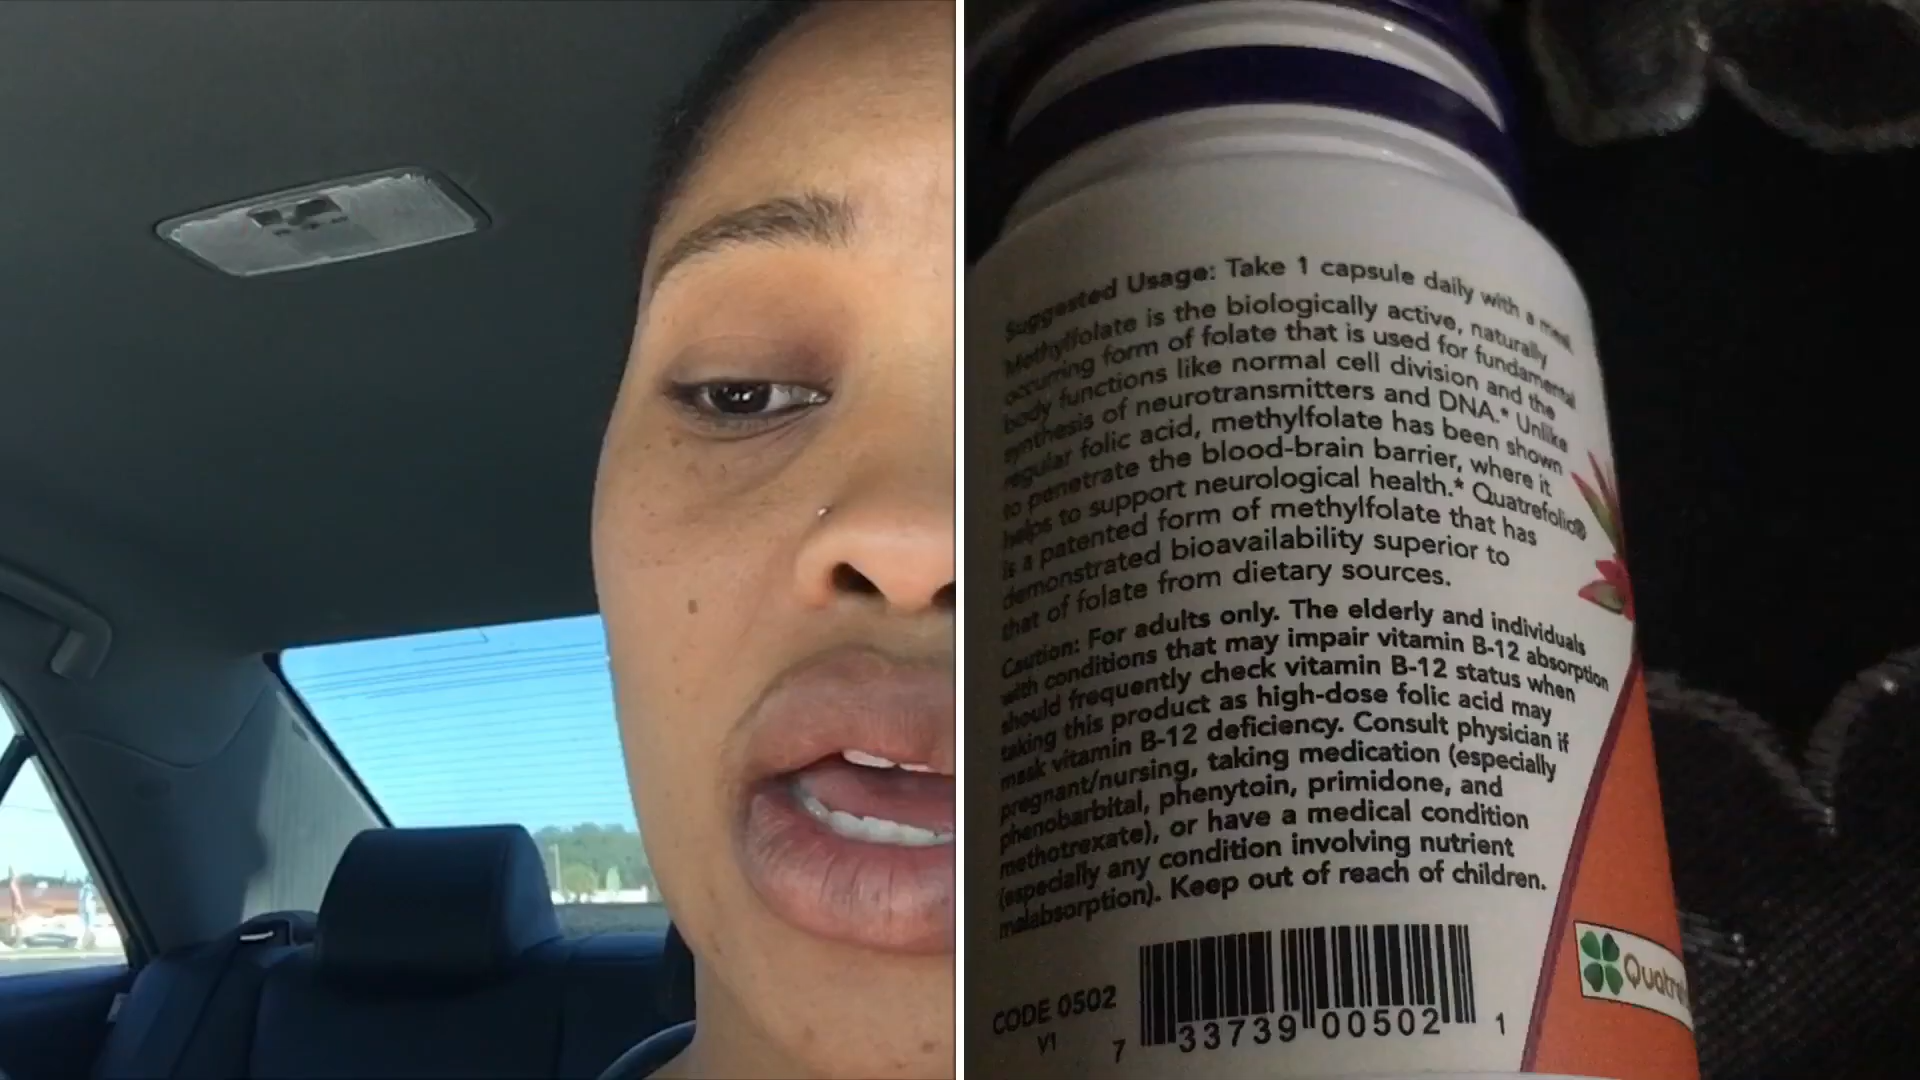 Suggested Usage: Take 1 capsule daily with a meal.
Methylfolate is the biologically active, naturally
occurring form of folate that is used for fundamental
body functions like normal cell division and the
synthesis of neurotransmitters and DNA.* Unlike
regular folic acid, methylfolate has been shown
to penetrate the blood-brain barrier, where it
helps to support neurological health.* Quatrefolic®
is a patented form of methylfolate that has
demonstrated bioavailability superior to
that of folate from dietary sources.
Caution: For adults only. The elderly and individuals
with conditions that may impair vitamin B-12 absorption
should frequently check vitamin B-12 status when
taking this product as high-dose folic acid may
mask vitamin B-12 deficiency. Consult physician if
pregnant/nursing, taking medication (especially
phenobarbital, phenytoin, primidone, and
methotrexate), or have a medical condition
(especially any condition involving nutrient
malabsorption). Keep out of reach of children.
CODE 0502
V1
7 33739 00502 1